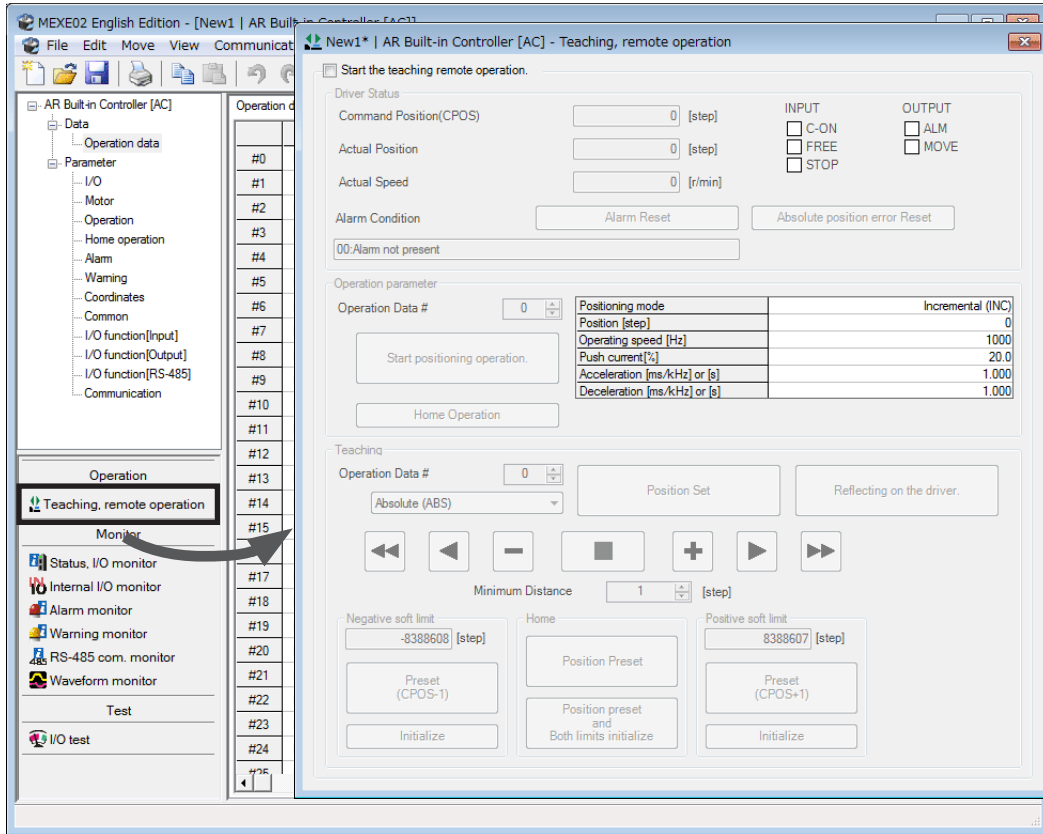 MEXE02 English Edition - [New1 | AR Built-in Controller [AC]]
File Edit Move View Communicat
AR Built-in Controller [AC]
Data
Operation data
Parameter
I/O
Motor
Operation
Home operation
Alarm
Warning
Coordinates
Common
I/O function[Input]
I/O function[Output]
I/O function[RS-485]
Communication
Operation
Teaching, remote operation
Monitor
Status, I/O monitor
Internal I/O monitor
Alarm monitor
Warning monitor
RS-485 com. monitor
Waveform monitor
Test
I/O test
Operation d
#0
#1
#2
#3
#4
#5
#6
#7
#8
#9
#10
#11
#12
#13
#14
#15
#17
#18
#19
#20
#21
#22
#23
#24
#25
New1* | AR Built-in Controller [AC] - Teaching, remote operation
Start the teaching remote operation.
Driver Status
Command Position(CPOS) 0 [step]
Actual Position 0 [step]
Actual Speed 0 [r/min]
INPUT
C-ON
FREE
STOP
OUTPUT
ALM
MOVE
Alarm Condition Alarm Reset Absolute position error Reset
00:Alarm not present
Operation parameter
Operation Data # 0
Start positioning operation.
Home Operation
Positioning mode Incremental (INC)
Position [step] 0
Operating speed [Hz] 1000
Push current[%] 20.0
Acceleration [ms/kHz] or [s] 1.000
Deceleration [ms/kHz] or [s] 1.000
Teaching
Operation Data # 0
Absolute (ABS)
Position Set
Reflecting on the driver.
Minimum Distance 1 [step]
Negative soft limit
-8388608 [step]
Preset
(CPOS-1)
Initialize
Home
Position Preset
Position preset
and
Both limits initialize
Positive soft limit
8388607 [step]
Preset
(CPOS+1)
Initialize